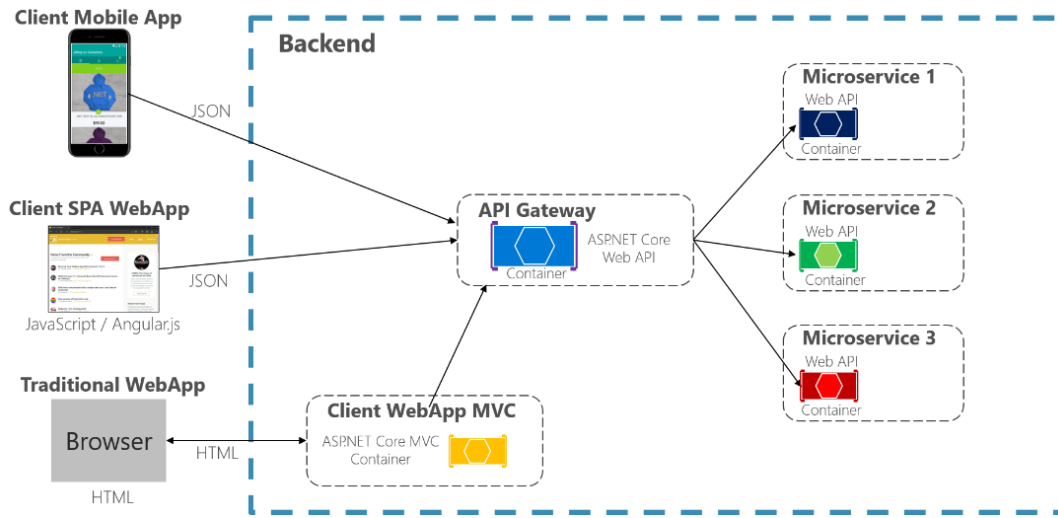 Client Mobile App
JSON
Client SPA WebApp
JSON
JavaScript / Angular.js
Traditional WebApp
Browser
HTML
HTML
Backend
Client WebApp MVC
ASP.NET Core MVC
Container
API Gateway
ASP.NET Core
Web API
Container
Microservice 1
Web API
Container
Microservice 2
Web API
Container
Microservice 3
Web API
Container